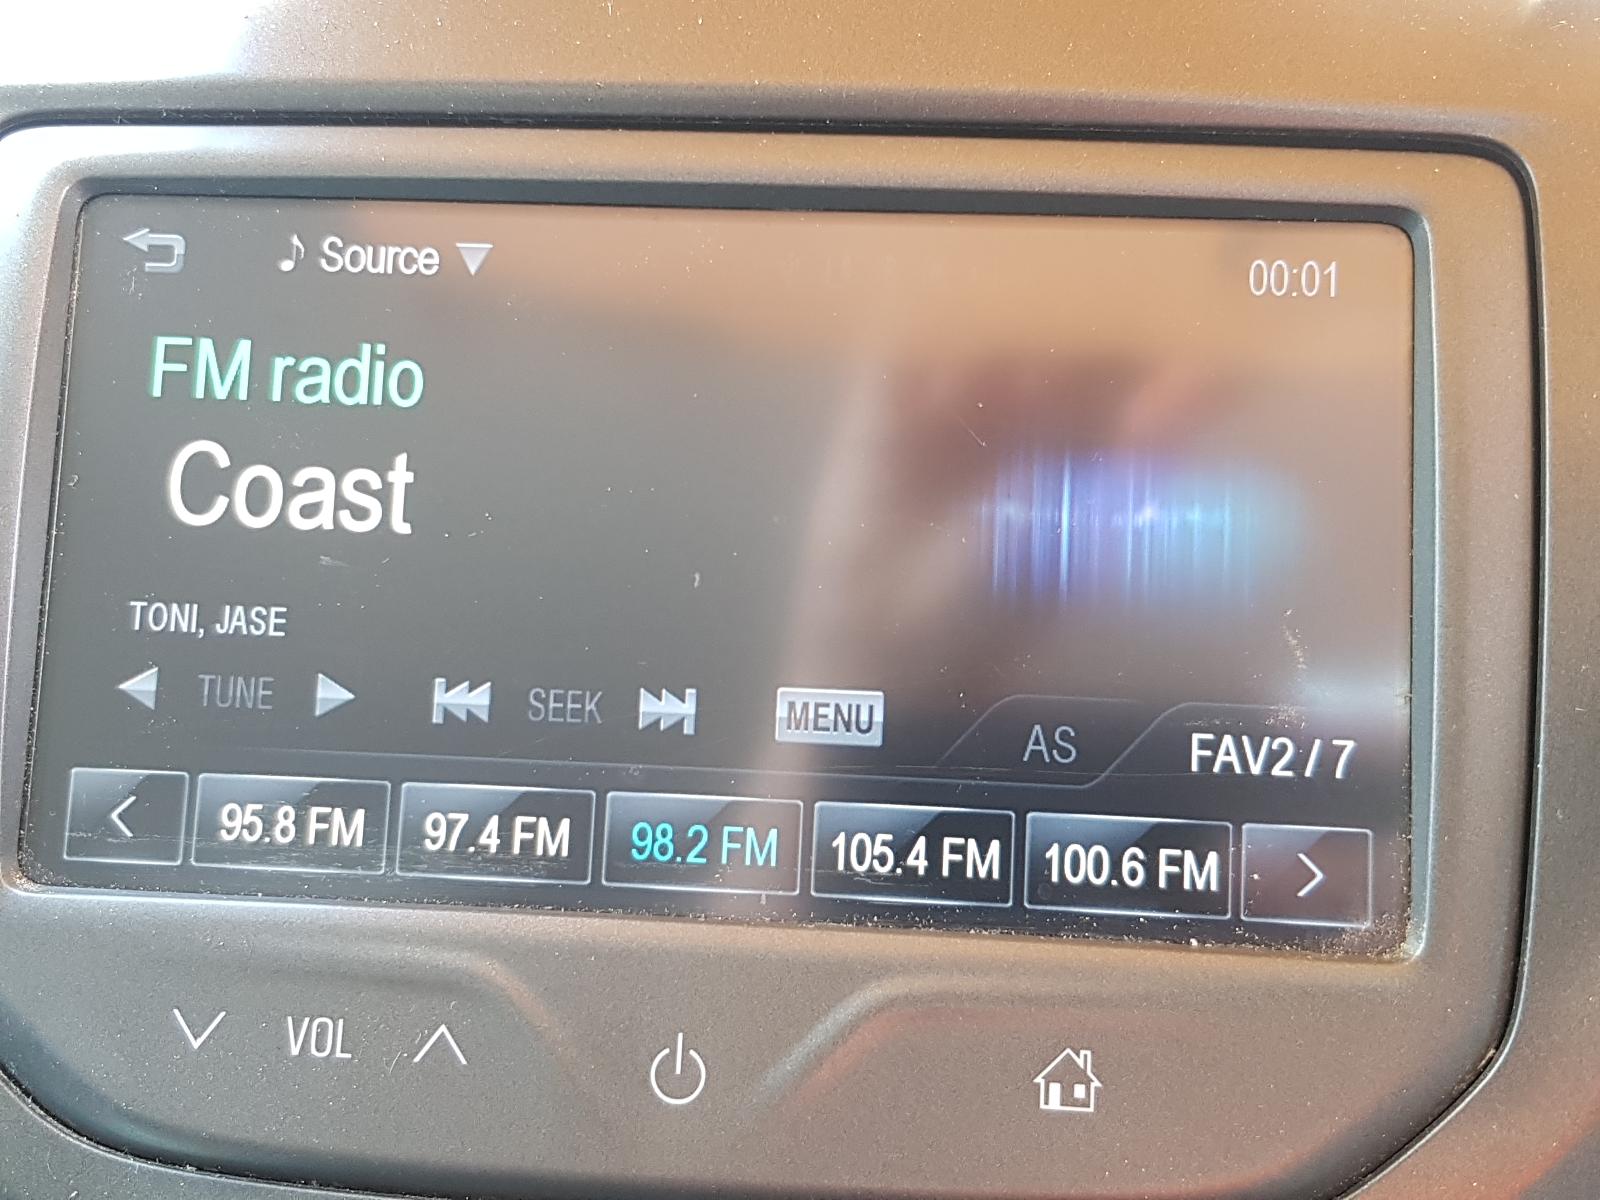 Source
00:01
FM radio
Coast
TONI, JASE
TUNE SEEK MENU AS FAV2 / 7
< 95.8 FM 97.4 FM 98.2 FM 105.4 FM 100.6 FM >
VOL